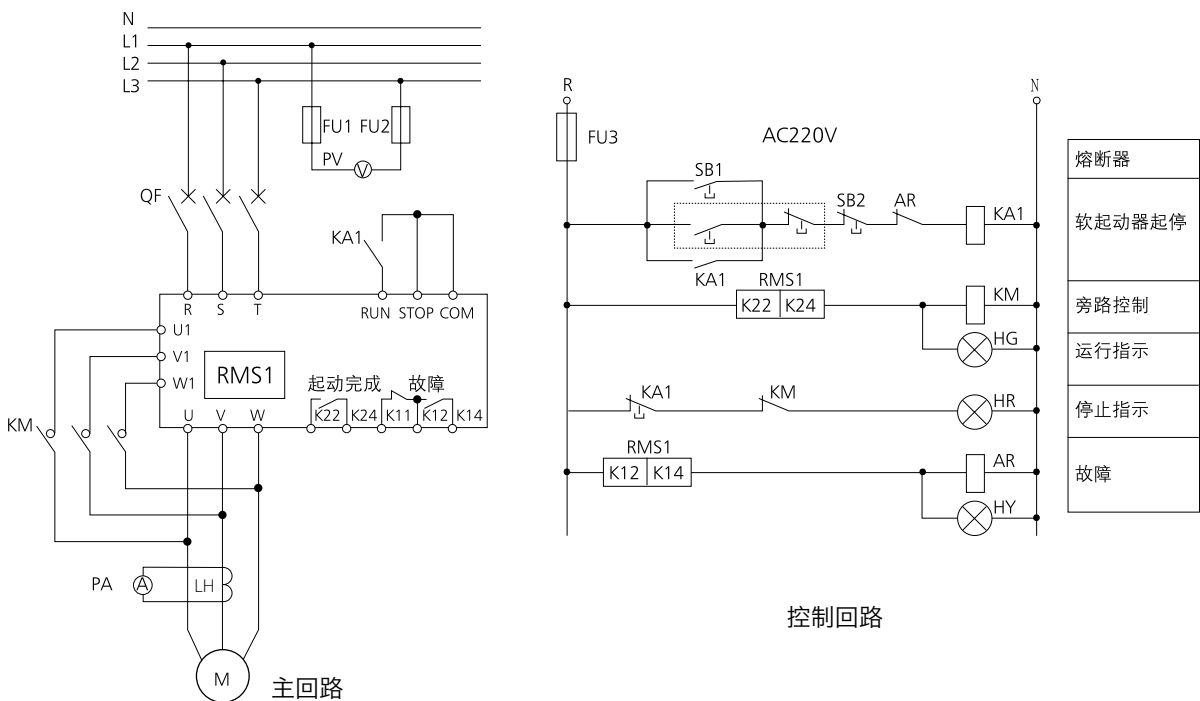 N
L1
L2
L3
FU1 FU2
PV V
QF
KA1
R S T RUN STOP COM
U1
V1
W1
RMS1
起动完成 故障
U V W K22 K24 K11 K12 K14
KM
PA A LH
M
主回路
R N
FU3
AC220V
SB1
SB2 AR KA1
KA1
RMS1
K22 K24 KM
HG
KA1 KM HR
RMS1
K12 K14 AR
HY
控制回路
熔断器
软起动器起停
旁路控制
运行指示
停止指示
故障